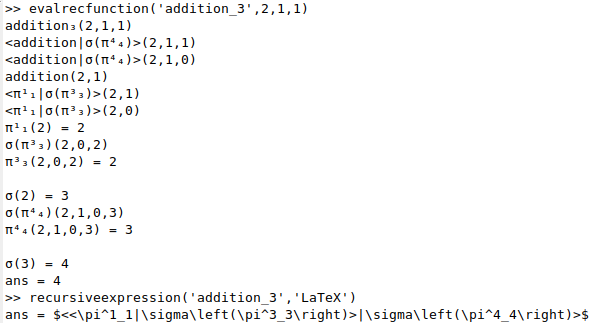 >> evalrecfunction('addition_3',2,1,1)
addition₃(2,1,1)
<addition|σ(π⁴₄)>(2,1,1)
<addition|σ(π⁴₄)>(2,1,0)
addition(2,1)
<π¹₁|σ(π³₃)>(2,1)
<π¹₁|σ(π³₃)>(2,0)
π¹₁(2) = 2
σ(π³₃)(2,0,2)
π³₃(2,0,2) = 2
σ(2) = 3
σ(π⁴₄)(2,1,0,3)
π⁴₄(2,1,0,3) = 3
σ(3) = 4
ans = 4
>> recursiveexpression('addition_3','LaTeX')
ans = $<<\pi^1_1|\sigma\left(\pi^3_3\right)>|\sigma\left(\pi^4_4\right)>$